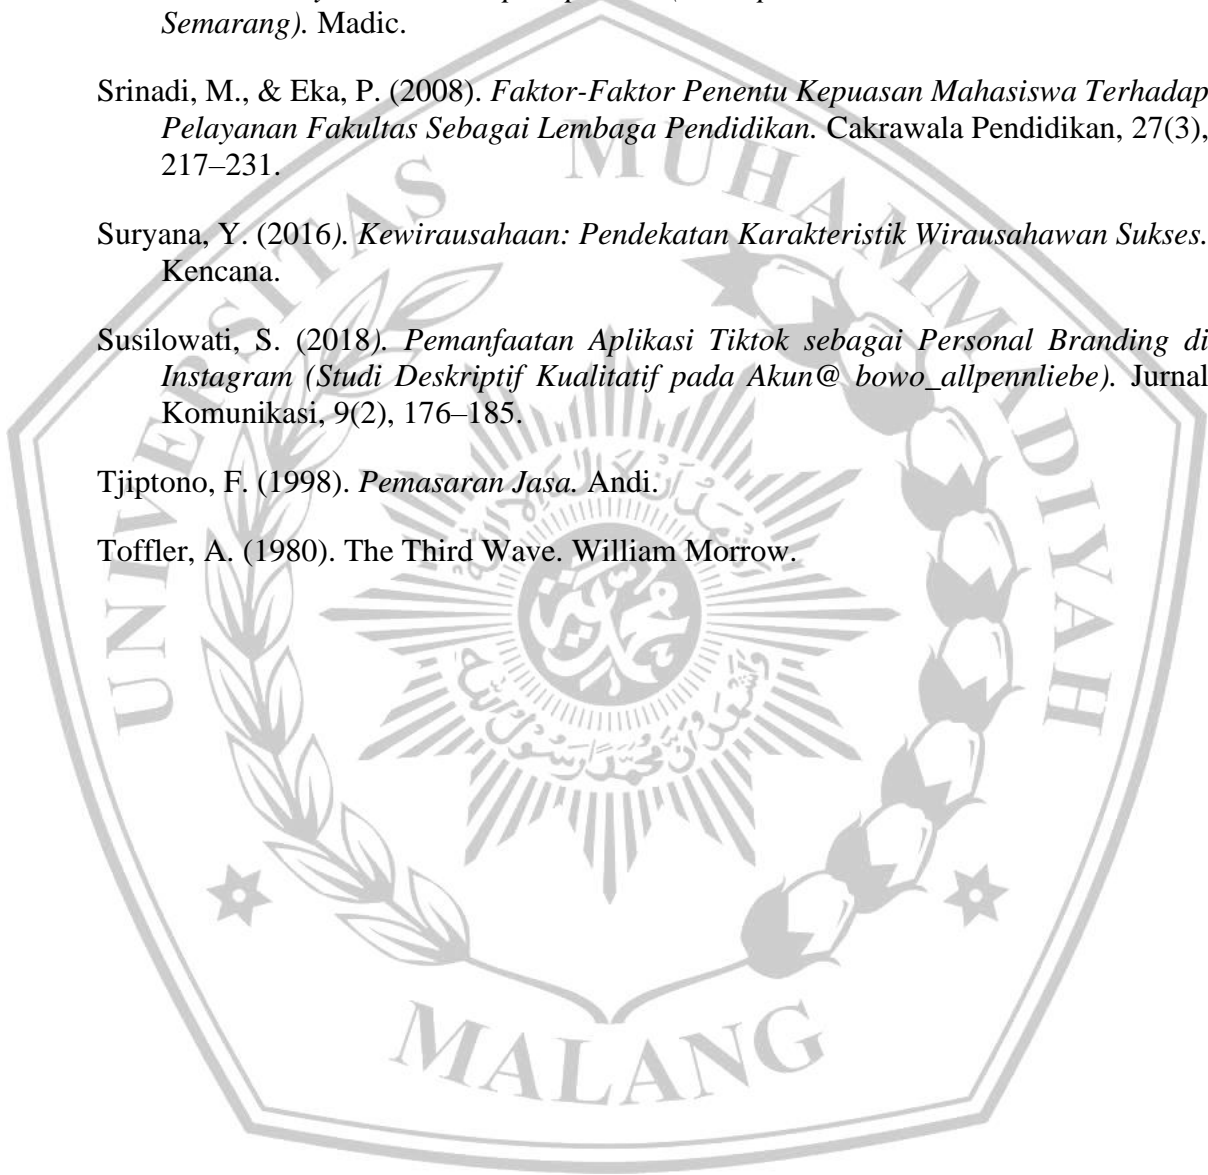 Semarang). Madic.
Srinadi, M., & Eka, P. (2008). Faktor-Faktor Penentu Kepuasan Mahasiswa Terhadap
Pelayanan Fakultas Sebagai Lembaga Pendidikan. Cakrawala Pendidikan, 27(3),
217–231.
Suryana, Y. (2016). Kewirausahaan: Pendekatan Karakteristik Wirausahawan Sukses.
Kencana.
Susilowati, S. (2018). Pemanfaatan Aplikasi Tiktok sebagai Personal Branding di
Instagram (Studi Deskriptif Kualitatif pada Akun@ bowo_allpennliebe). Jurnal
Komunikasi, 9(2), 176–185.
Tjiptono, F. (1998). Pemasaran Jasa. Andi.
Toffler, A. (1980). The Third Wave. William Morrow.
UNIVERSITAS MUHAMMADIYAH
MALANG